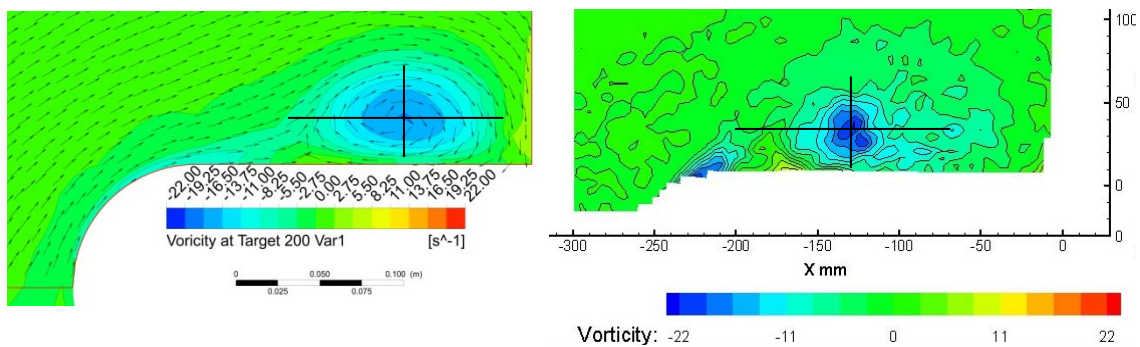 -22.00 -19.25 -16.50 -13.75 -11.00 -8.25 -5.50 -2.75 0.00 2.75 5.50 8.25 11.00 13.75 16.50 19.25 22.00
Voricity at Target 200 Var1 [s^-1]
0 0.050 0.100 (m)
0.025 0.075
100
50
0
0
-300 -250 -200 -150 -100 -50 0
X mm
Vorticity: -22 -11 0 11 22